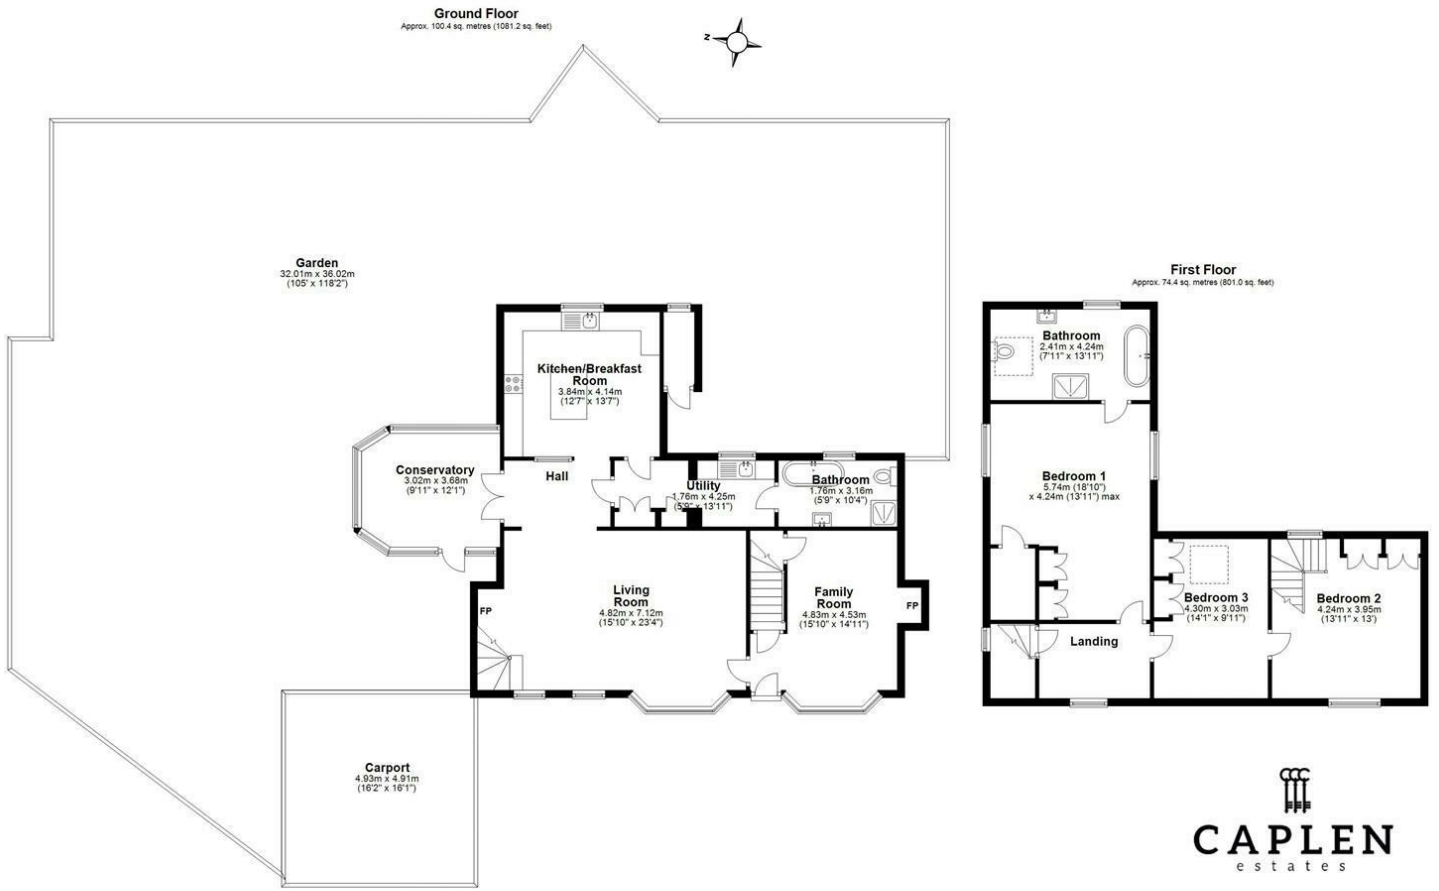 Ground Floor
Approx. 100.4 sq. metres (1081.2 sq. feet)
N
Garden
32.01m x 36.02m
(105' x 118'2")
Kitchen/Breakfast
Room
3.84m x 4.14m
(12'7" x 13'7")
Conservatory
3.02m x 3.68m
(9'11" x 12'1")
Hall
Utility
1.76m x 4.25m
(5'9" x 13'11")
Bathroom
1.76m x 3.16m
(5'9" x 10'4")
FP
Living
Room
4.82m x 7.12m
(15'10" x 23'4")
Family
Room
4.83m x 4.53m
(15'10" x 14'11")
FP
Carport
4.93m x 4.91m
(16'2" x 16'1")
First Floor
Approx. 74.4 sq. metres (801.0 sq. feet)
Bathroom
2.41m x 4.24m
(7'11" x 13'11")
Bedroom 1
5.74m (18'10")
x 4.24m (13'11") max
Bedroom 3
4.30m x 3.03m
(14'1" x 9'11")
Bedroom 2
4.24m x 3.95m
(13'11" x 13')
Landing
CAPLEN
estates